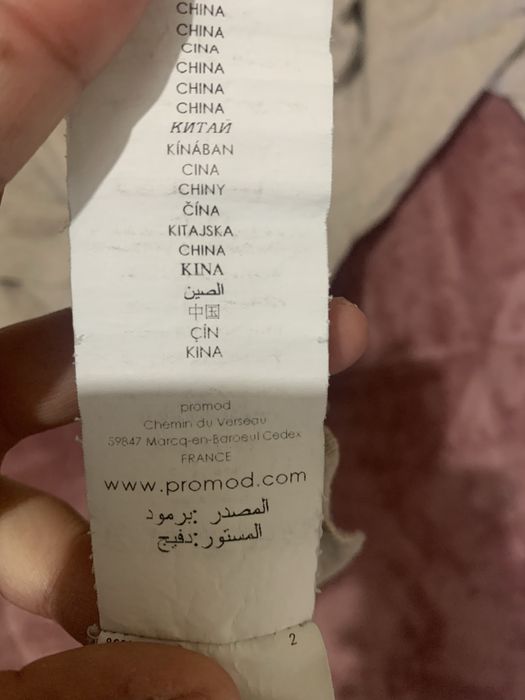 CHINA
CHINA
CINA
CHINA
CHINA
CHINA
КИТАЙ
KÍNÁBAN
CINA
CHINY
ČÍNA
KITAJSKA
CHINA
KINA
الصين
中国
ÇİN
KINA
promod
Chemin du Verseau
59847 Marcq-en-Baroeul Cedex
FRANCE
www.promod.com
المصدر :برمود
المستور:دفيج
2